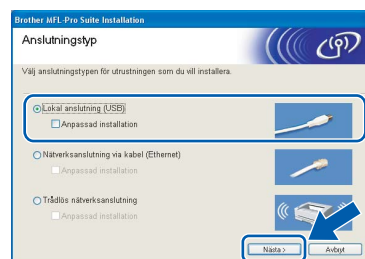 Brother MFL-Pro Suite Installation
Anslutningstyp
Välj anslutningstypen för utrustningen som du vill installera.
Lokal anslutning (USB)
Anpassad installation
Nätverksanslutning via kabel (Ethernet)
Anpassad installation
Trådlös nätverksanslutning
Anpassad installation
Nästa > Avbryt